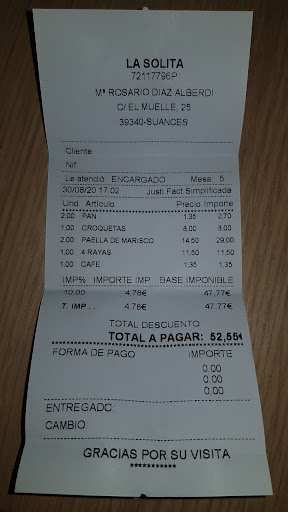 LA SOLITA
72117796P
Mª ROSARIO DIAZ ALBERDI
C/ EL MUELLE, 25
39340-SUANCES
Cliente:
Nif:
Le atendió ENCARGADO Mesa: 5
30/08/20 17:02 Justi.Fact.Simplificada
Und Artículo Precio Importe
2,00 PAN 1,35 2,70
1,00 CROQUETAS 8,00 8,00
2,00 PAELLA DE MARISCO 14,50 29,00
1,00 4 RAYAS 11,50 11,50
1,00 CAFE 1,35 1,35
IMP% IMPORTE IMP BASE IMPONIBLE
10,00 4,78€ 47,77€
T. IMP . . 4,78€ 47,77€
TOTAL DESCUENTO
TOTAL A PAGAR: 52,55€
FORMA DE PAGO IMPORTE
0,00
0,00
0,00
ENTREGADO:
CAMBIO:
GRACIAS POR SU VISITA
***********